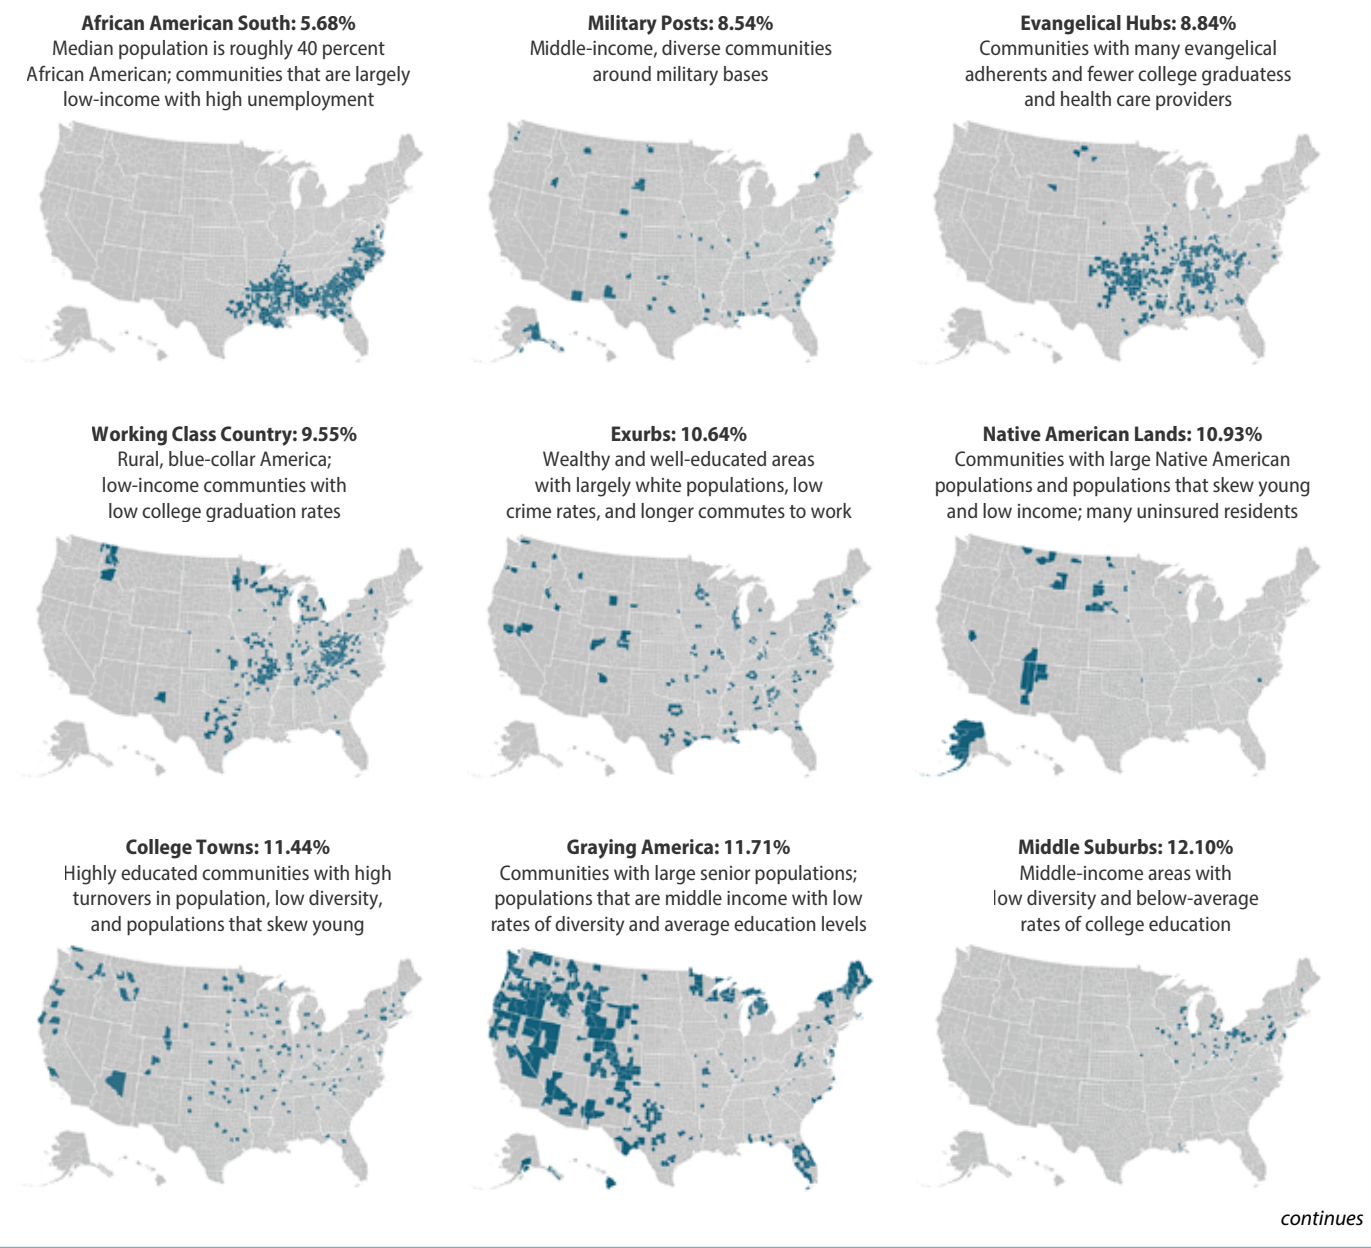 African American South: 5.68%
Median population is roughly 40 percent
African American; communities that are largely
low-income with high unemployment
Military Posts: 8.54%
Middle-income, diverse communities
around military bases
Evangelical Hubs: 8.84%
Communities with many evangelical
adherents and fewer college graduatess
and health care providers
Working Class Country: 9.55%
Rural, blue-collar America;
low-income communties with
low college graduation rates
Exurbs: 10.64%
Wealthy and well-educated areas
with largely white populations, low
crime rates, and longer commutes to work
Native American Lands: 10.93%
Communities with large Native American
populations and populations that skew young
and low income; many uninsured residents
College Towns: 11.44%
Highly educated communities with high
turnovers in population, low diversity,
and populations that skew young
Graying America: 11.71%
Communities with large senior populations;
populations that are middle income with low
rates of diversity and average education levels
Middle Suburbs: 12.10%
Middle-income areas with
low diversity and below-average
rates of college education
continues